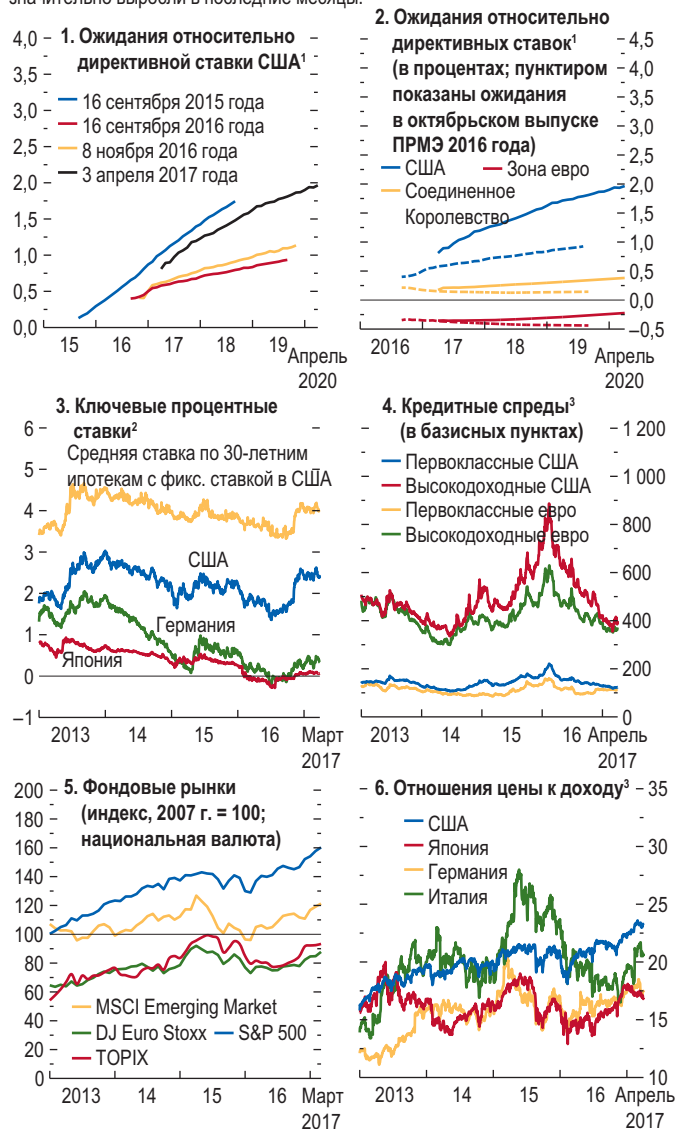 значительно выросли в последние месяцы.
1. Ожидания относительно
директивной ставки США¹
16 сентября 2015 года
16 сентября 2016 года
8 ноября 2016 года
3 апреля 2017 года
4,0
3,5
3,0
2,5
2,0
1,5
1,0
0,5
0,0
15 16 17 18 19
Апрель
2020
2. Ожидания относительно
директивных ставок¹
(в процентах; пунктиром
показаны ожидания
в октябрьском выпуске
ПРМЭ 2016 года)
США Зона евро
Соединенное
Королевство
4,5
4,0
3,5
3,0
2,5
2,0
1,5
1,0
0,5
0,0
–0,5
2016 17 18 19
Апрель
2020
3. Ключевые процентные
ставки²
Средняя ставка по 30-летним
ипотекам с фикс. ставкой в США
США
Германия
Япония
6
5
4
3
2
1
0
–1
2013 14 15 16 Март
2017
4. Кредитные спреды³
(в базисных пунктах)
Первоклассные США
Высокодоходные США
Первоклассные евро
Высокодоходные евро
1 200
1 000
800
600
400
200
0
2013 14 15 16 Апрель
2017
5. Фондовые рынки
(индекс, 2007 г. = 100;
национальная валюта)
MSCI Emerging Market
DJ Euro Stoxx S&P 500
TOPIX
200
180
160
140
120
100
80
60
40
20
0
2013 14 15 16 Март
2017
6. Отношения цены к доходу³
США
Япония
Германия
Италия
35
30
25
20
15
10
2013 14 15 16 Апрель
2017